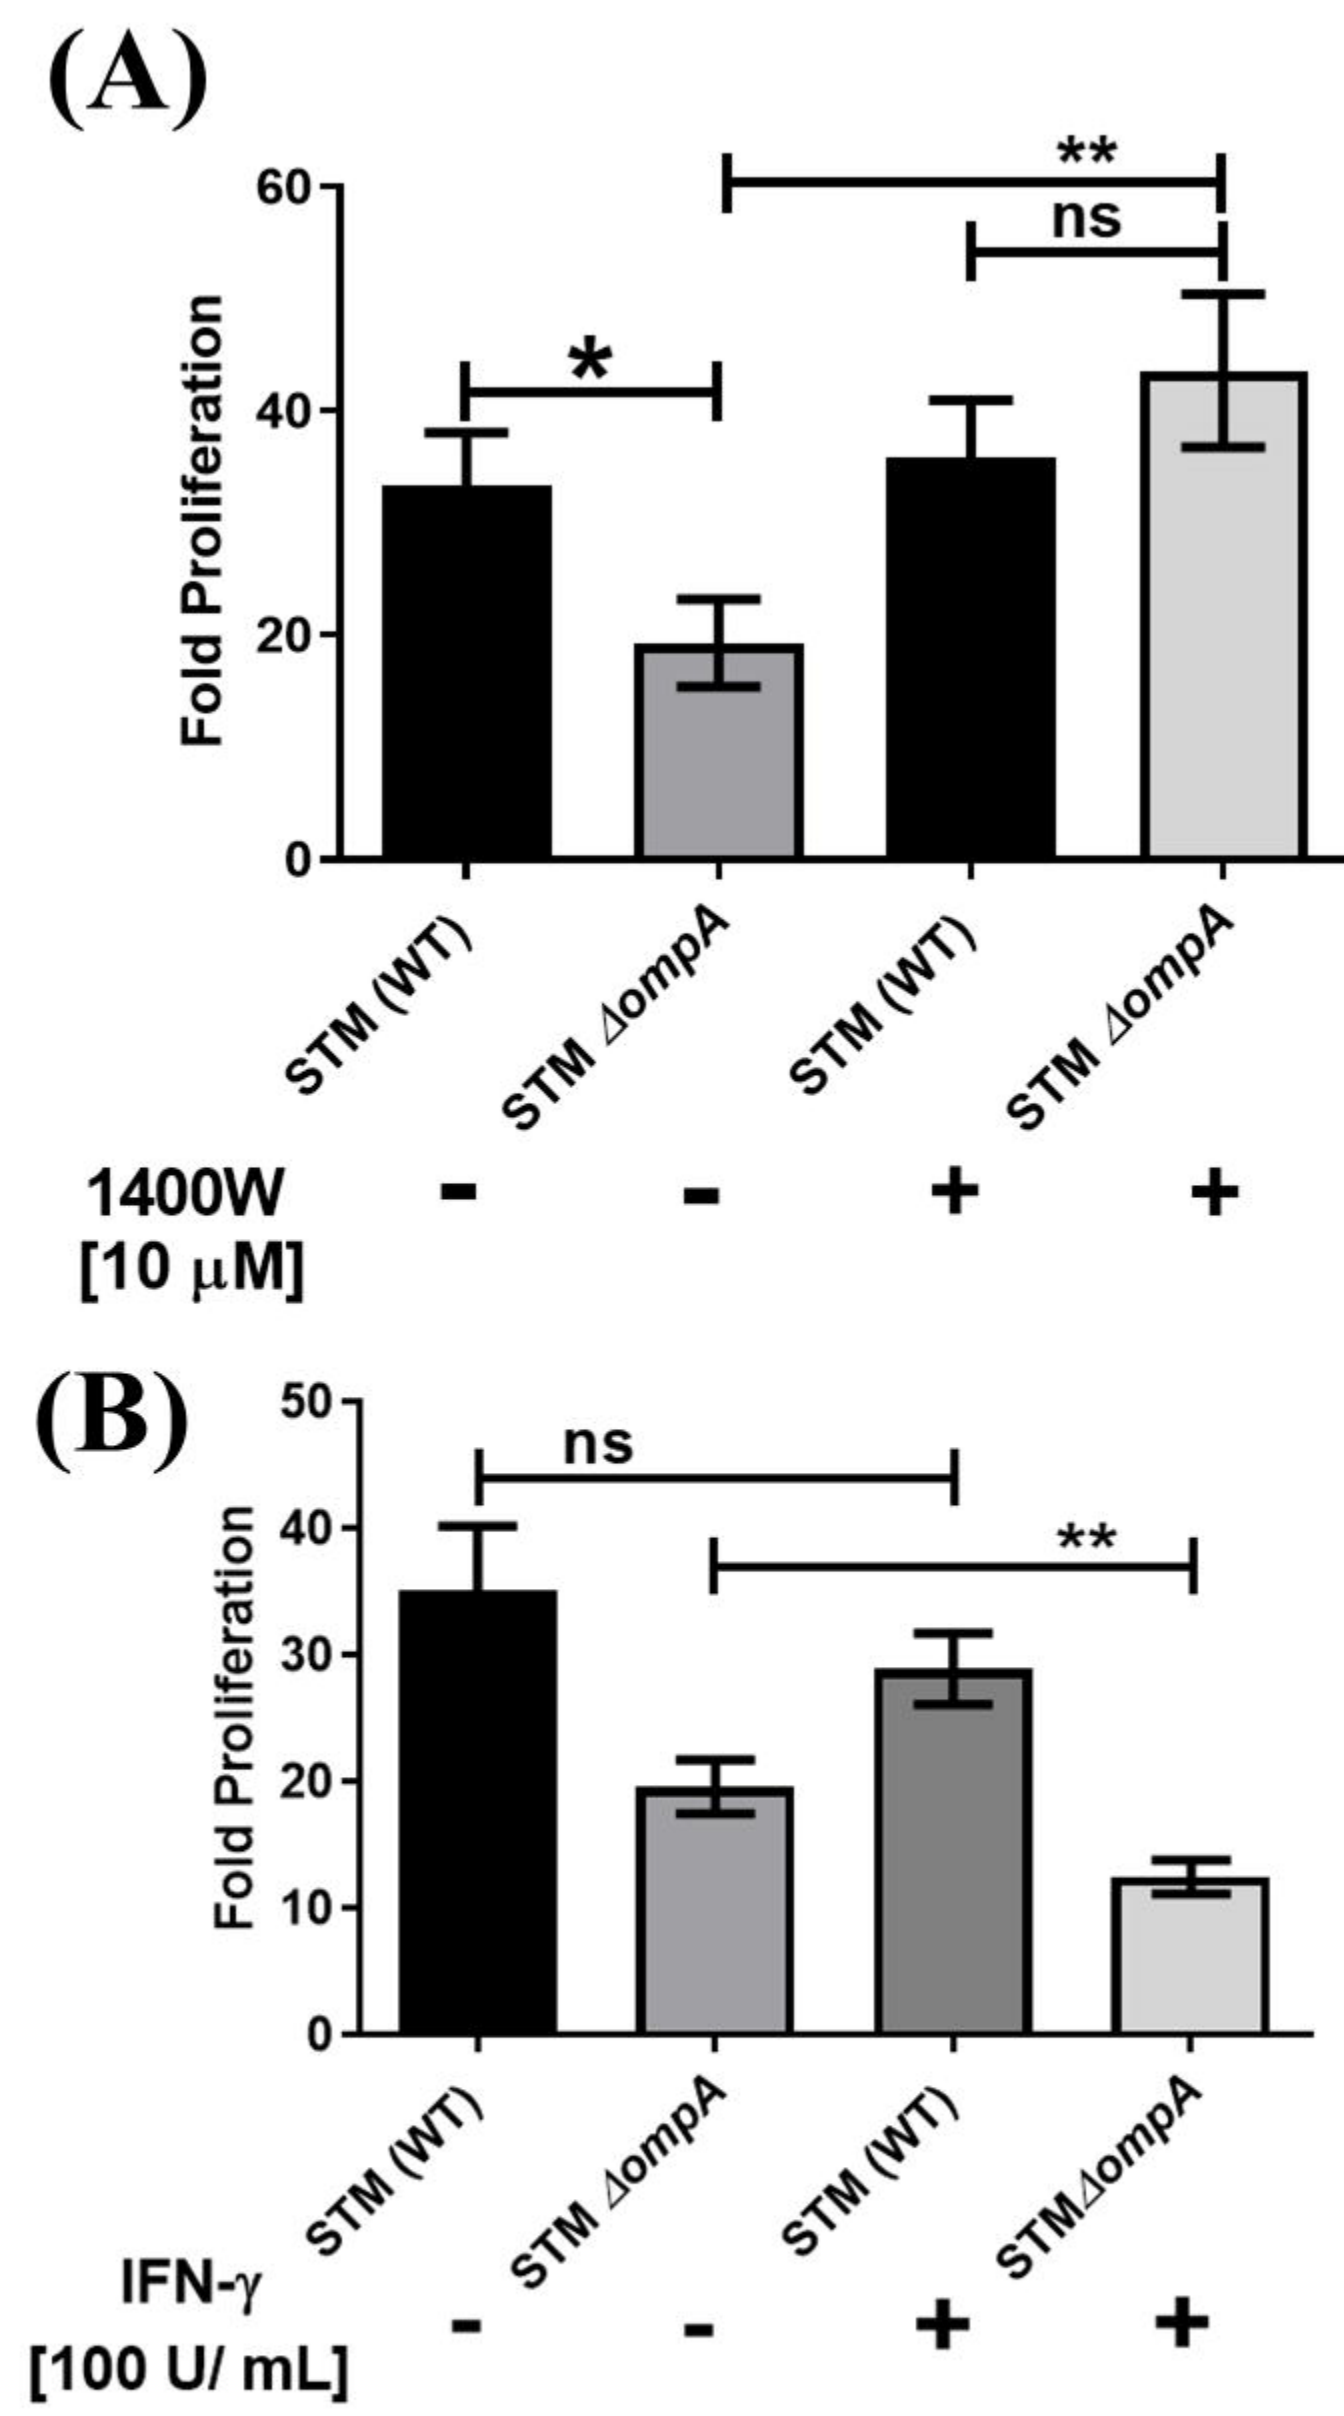 (A)
**
60
ns
*
40
20
0
Fold Proliferation
STM (WT)
STM ΔompA
STM (WT)
STM ΔompA
1400W - - + +
[10 μM]
(B)
50
ns
40
**
30
20
10
0
Fold Proliferation
STM (WT)
STM ΔompA
STM (WT)
STMΔompA
IFN-γ
- - + +
[100 U/ mL]